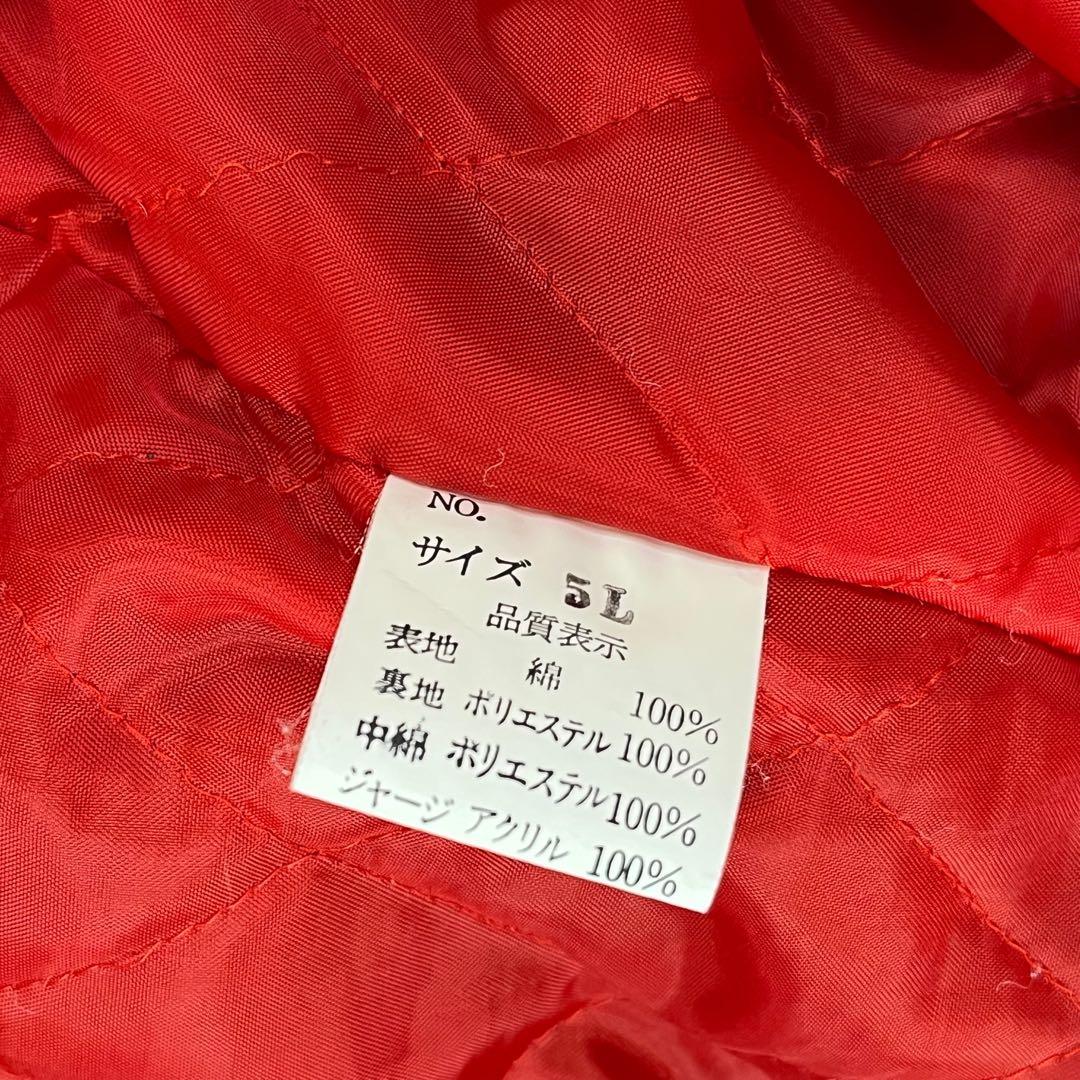 NO.
サイズ 5L
品質表示
表地 綿 100%
裏地 ポリエステル 100%
中綿 ポリエステル 100%
ジャージ アクリル 100%